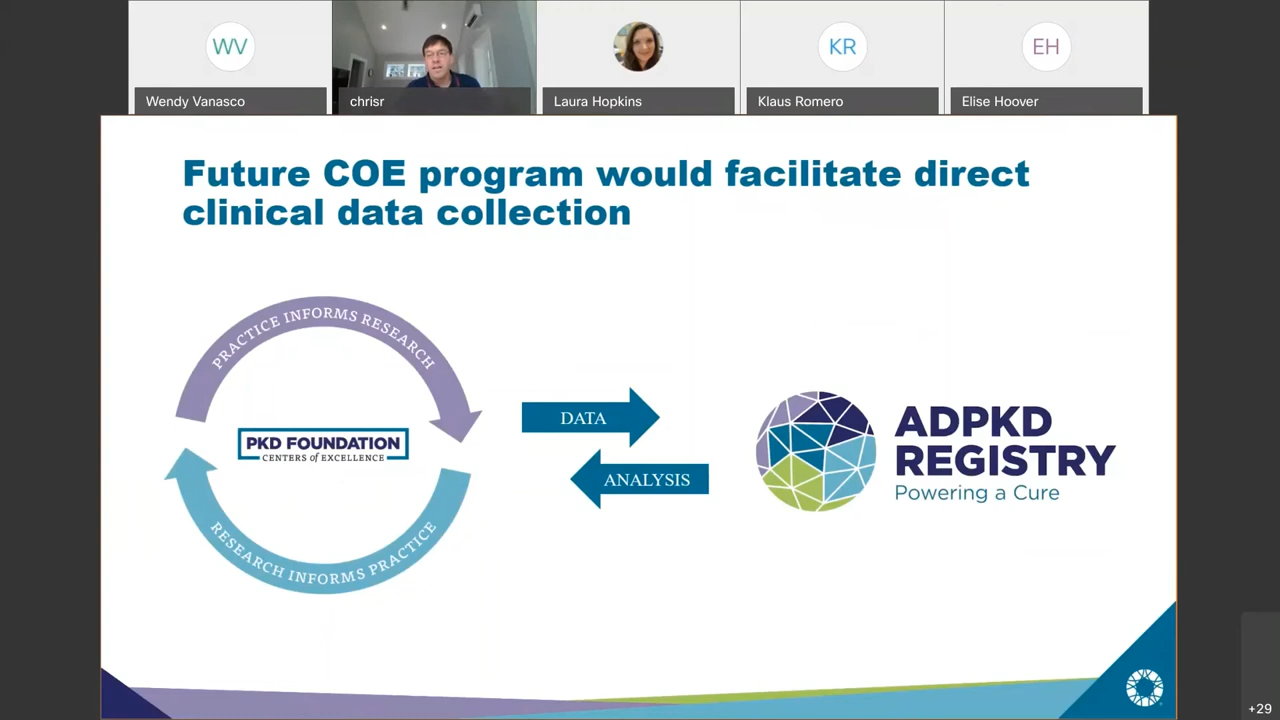 WV
KR
EH
Wendy Vanasco
chrisr
Laura Hopkins
Klaus Romero
Elise Hoover
Future COE program would facilitate direct
clinical data collection
PRACTICE INFORMS RESEARCH
PKD FOUNDATION
CENTERS of EXCELLENCE
RESEARCH INFORMS PRACTICE
DATA
ANALYSIS
ADPKD
REGISTRY
Powering a Cure
+29